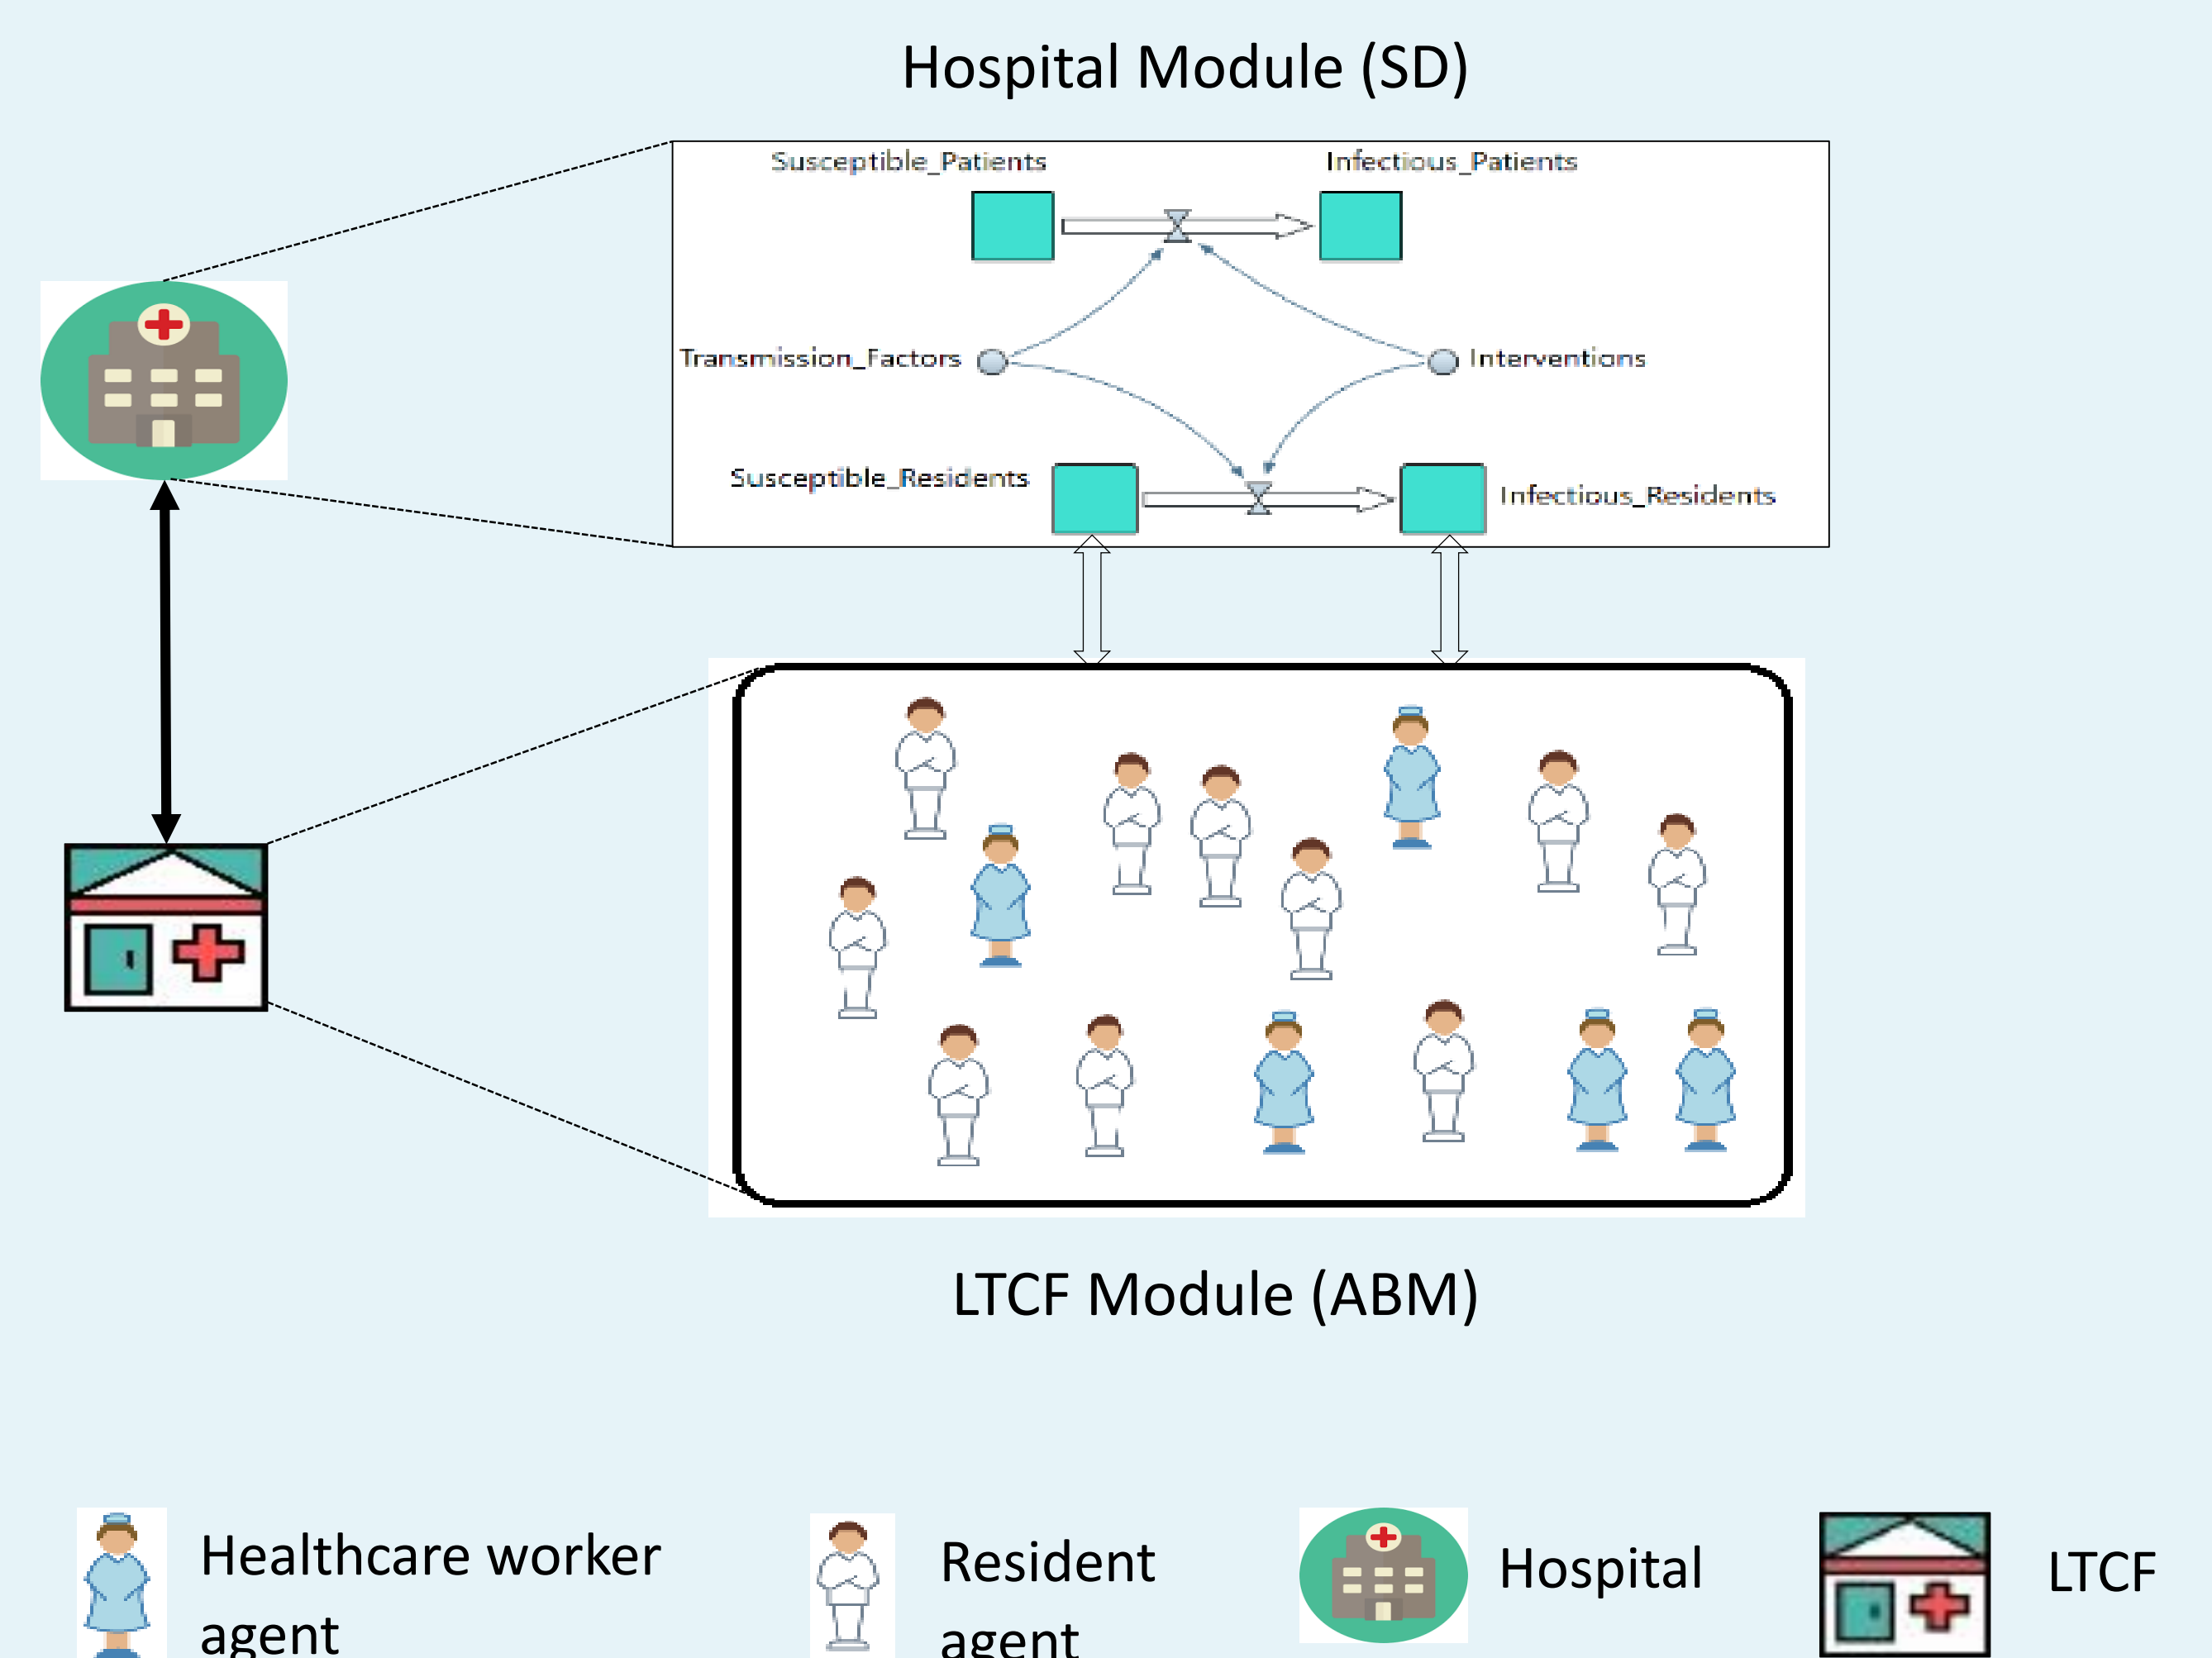 Hospital Module (SD)
Susceptible_Patients
Infectious_Patients
Transmission_Factors
Interventions
Susceptible_Residents
Infectious_Residents
LTCF Module (ABM)
Healthcare worker
agent
Resident
agent
Hospital
LTCF